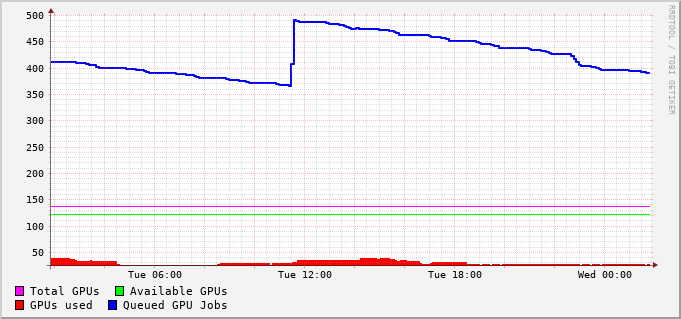 500
450
400
350
300
250
200
150
100
50
Tue 06:00 Tue 12:00 Tue 18:00 Wed 00:00
Total GPUs Available GPUs
GPUs used Queued GPU Jobs
RRDTOOL / TOBI OETIKER